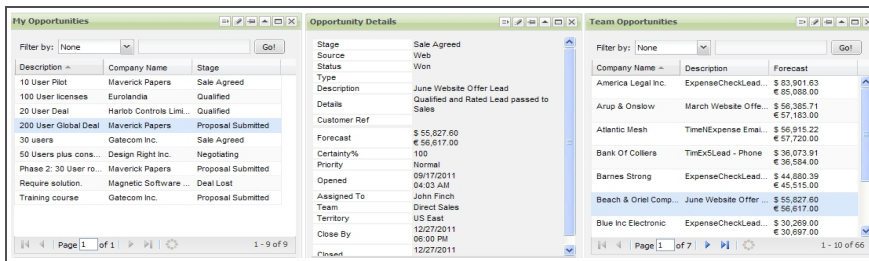 My Opportunities
Filter by: None Go!
Description Company Name Stage
10 User Pilot Maverick Papers Sale Agreed
100 User licenses Eurolandia Qualified
20 User Deal Harlob Controls Limi... Qualified
200 User Global Deal Maverick Papers Proposal Submitted
30 users Gatecom Inc. Sale Agreed
50 Users plus cons... Design Right Inc. Negotiating
Phase 2: 30 User ro... Maverick Papers Proposal Submitted
Require solution. Magnetic Software ... Deal Lost
Training course Gatecom Inc. Proposal Submitted
Page 1 of 1 1 - 9 of 9
Opportunity Details
Stage Sale Agreed
Source Web
Status Won
Type
Description June Website Offer Lead
Details Qualified and Rated Lead passed to
Sales
Customer Ref
Forecast $ 55,827.60
€ 56,617.00
Certainty% 100
Priority Normal
Opened 09/17/2011
04:03 AM
Assigned To John Finch
Team Direct Sales
Territory US East
Close By 12/27/2011
06:00 PM
Closed 12/27/2011
Team Opportunities
Filter by: None Go!
Company Name Description Forecast
America Legal Inc. ExpenseCheckLead... $ 83,901.63
€ 85,088.00
Arup & Onslow March Website Offe... $ 56,385.71
€ 57,183.00
Atlantic Mesh TimeNExpense Emai... $ 56,915.22
€ 57,720.00
Bank Of Colliers TimEx5Lead - Phone $ 36,073.91
€ 36,584.00
Barnes Strong ExpenseCheckLead... $ 44,880.39
€ 45,515.00
Beach & Oriel Comp... June Website Offer ... $ 55,827.60
€ 56,617.00
Blue Inc Electronic ExpenseCheckLead... $ 30,269.00
€ 30,697.00
Page 1 of 7 1 - 10 of 66